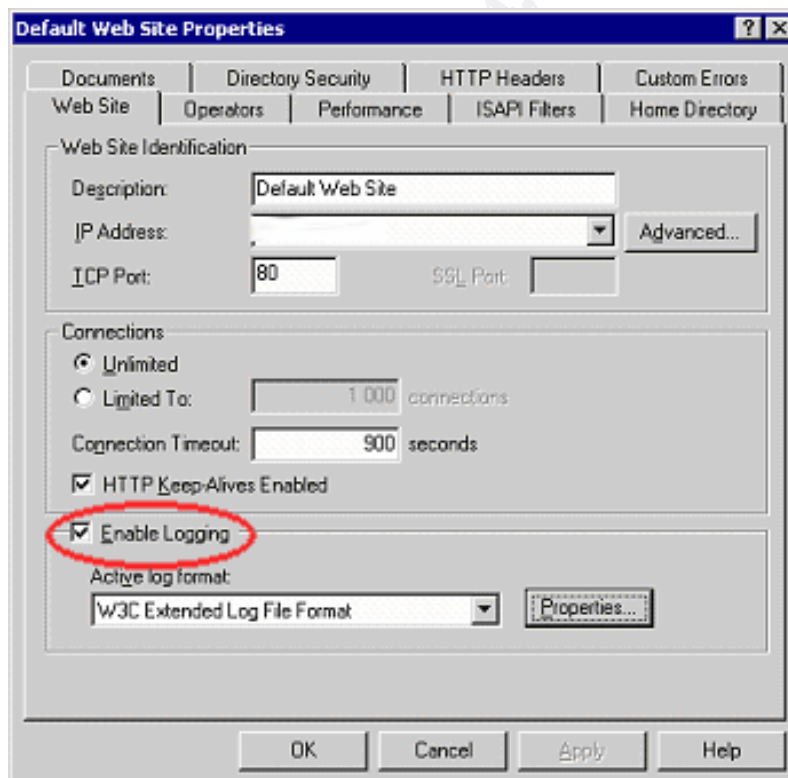 Default Web Site Properties
Documents Directory Security HTTP Headers Custom Errors
Web Site Operators Performance ISAPI Filters Home Directory
Web Site Identification
Description: Default Web Site
IP Address: Advanced...
TCP Port: 80 SSL Port:
Connections
Unlimited
Limited To: 1 000 connections
Connection Timeout: 900 seconds
HTTP Keep-Alives Enabled
Enable Logging
Active log format:
W3C Extended Log File Format Properties...
OK Cancel Apply Help